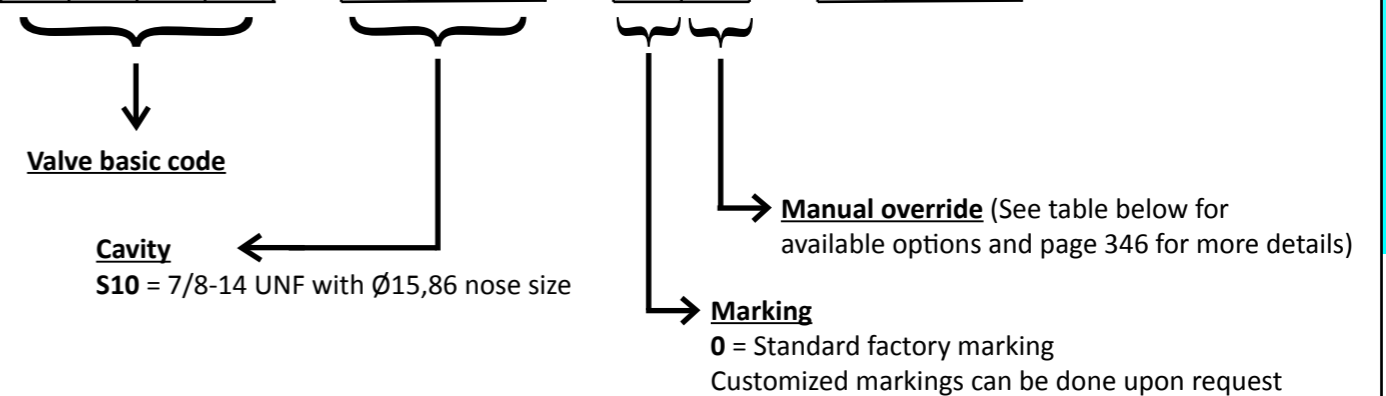 Valve basic code
Manual override (See table below for
available options and page 346 for more details)
Cavity
S10 = 7/8-14 UNF with Ø15,86 nose size
Marking
0 = Standard factory marking
Customized markings can be done upon request